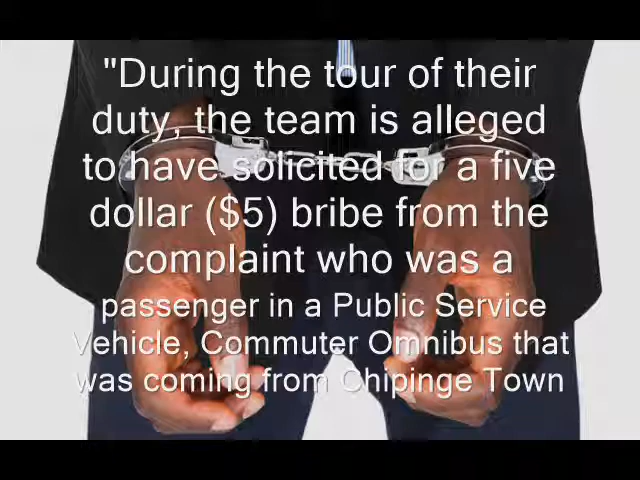 "During the tour of their
duty, the team is alleged
to have solicited for a five
dollar ($5) bribe from the
complaint who was a
passenger in a Public Service
Vehicle, Commuter Omnibus that
was coming from Chipinge Town